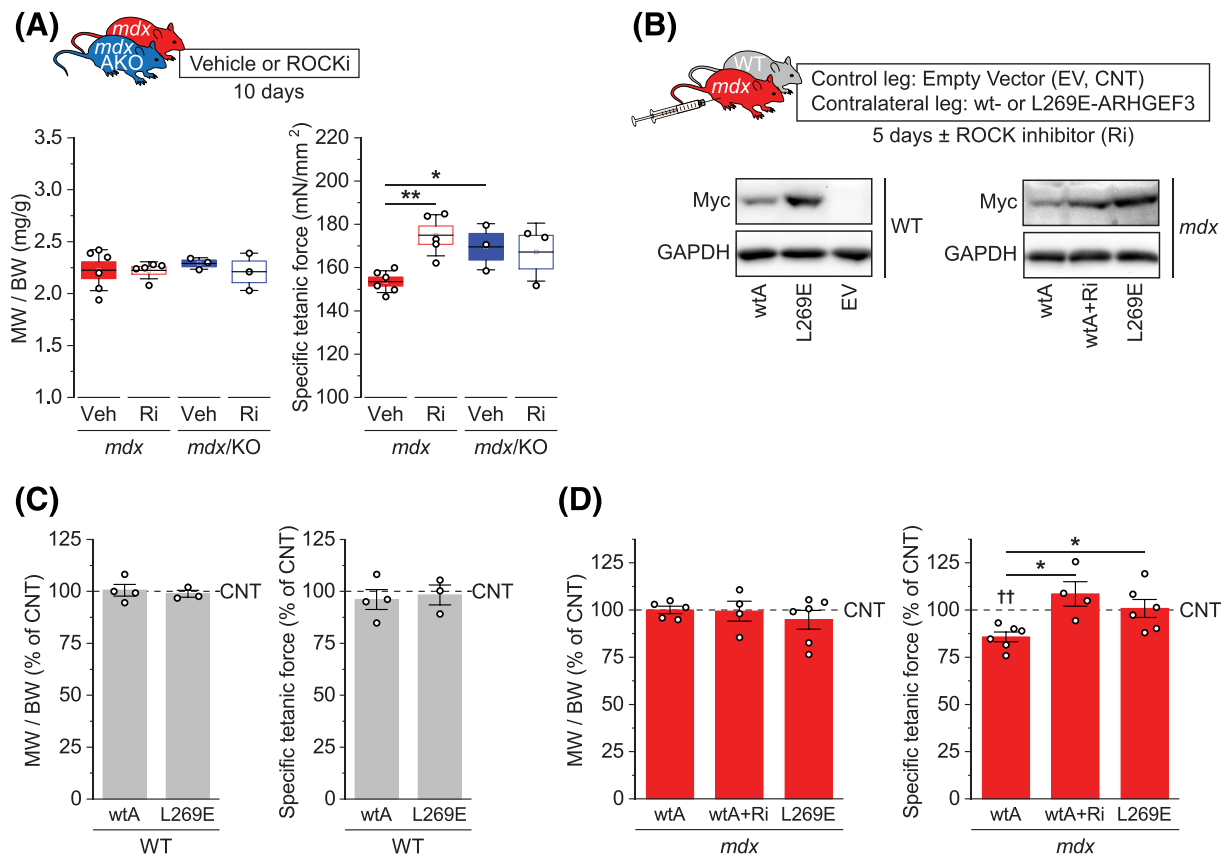 (A)
mdx
mdx
AKO
Vehicle or ROCKi
10 days
MW / BW (mg/g)
3.5
3.0
2.5
2.0
1.5
1.0
Veh Ri Veh Ri
mdx mdx/KO
Specific tetanic force (mN/mm²)
220
200
180
160
140
120
100
* 
**
Veh Ri Veh Ri
mdx mdx/KO
(B)
WT
mdx
Control leg: Empty Vector (EV, CNT)
Contralateral leg: wt- or L269E-ARHGEF3
5 days ± ROCK inhibitor (Ri)
Myc
GAPDH
WT
wtA
L269E
EV
Myc
GAPDH
mdx
wtA
wtA+Ri
L269E
(C)
MW / BW (% of CNT)
125
100
75
50
25
0
CNT
wtA L269E
WT
Specific tetanic force (% of CNT)
125
100
75
50
25
0
CNT
wtA L269E
WT
(D)
MW / BW (% of CNT)
125
100
75
50
25
0
CNT
wtA wtA+Ri L269E
mdx
Specific tetanic force (% of CNT)
125
100
75
50
25
0
*
*
††
CNT
wtA wtA+Ri L269E
mdx